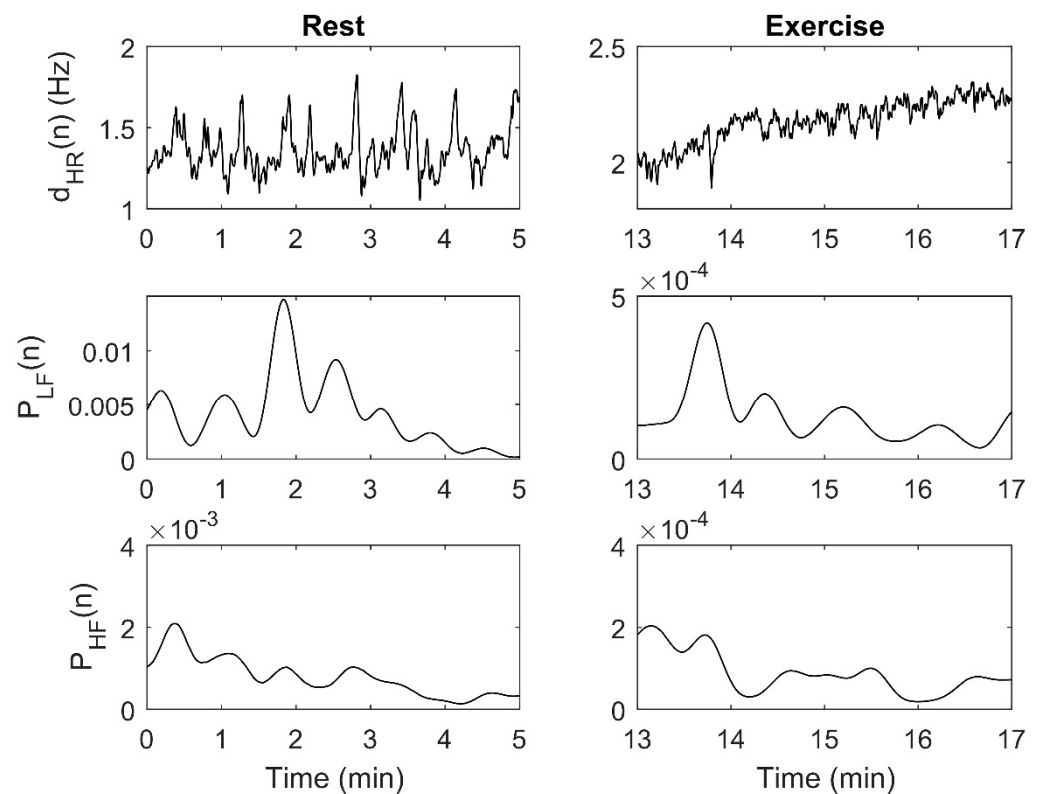 Rest
Exercise
d_HR(n) (Hz)
2
1.5
1
0 1 2 3 4 5
2.5
2
13 14 15 16 17
P_LF(n)
0.01
0.005
0
0 1 2 3 4 5
×10^-4
5
0
13 14 15 16 17
P_HF(n)
×10^-3
4
2
0
0 1 2 3 4 5
Time (min)
×10^-4
4
2
0
13 14 15 16 17
Time (min)